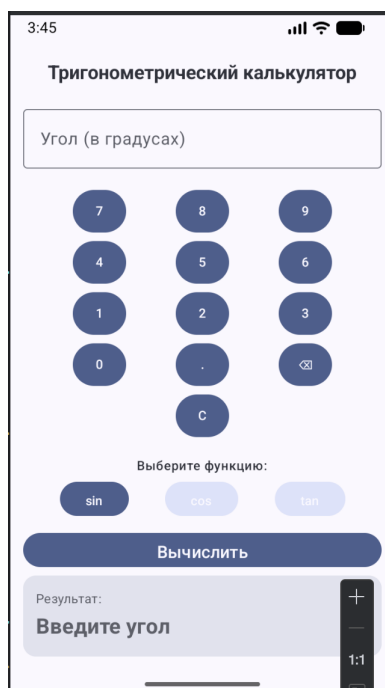 3:45
Тригонометрический калькулятор
Угол (в градусах)
7 8 9
4 5 6
1 2 3
0 . ⌫
C
Выберите функцию:
sin cos tan
Вычислить
Результат:
Введите угол
1:1